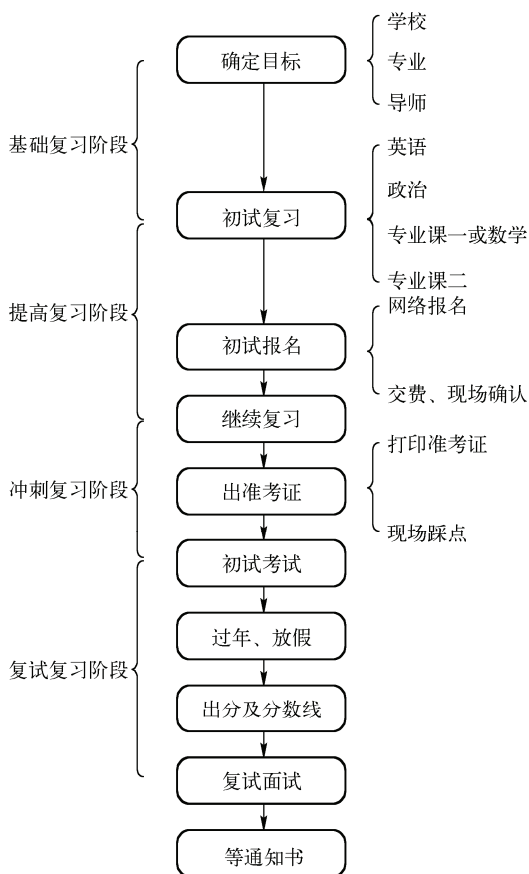 学校
确定目标
专业
导师
基础复习阶段
英语
政治
初试复习
专业课一或数学
专业课二
网络报名
提高复习阶段
初试报名
交费、现场确认
继续复习
打印准考证
冲刺复习阶段
出准考证
现场踩点
初试考试
过年、放假
复试复习阶段
出分及分数线
复试面试
等通知书